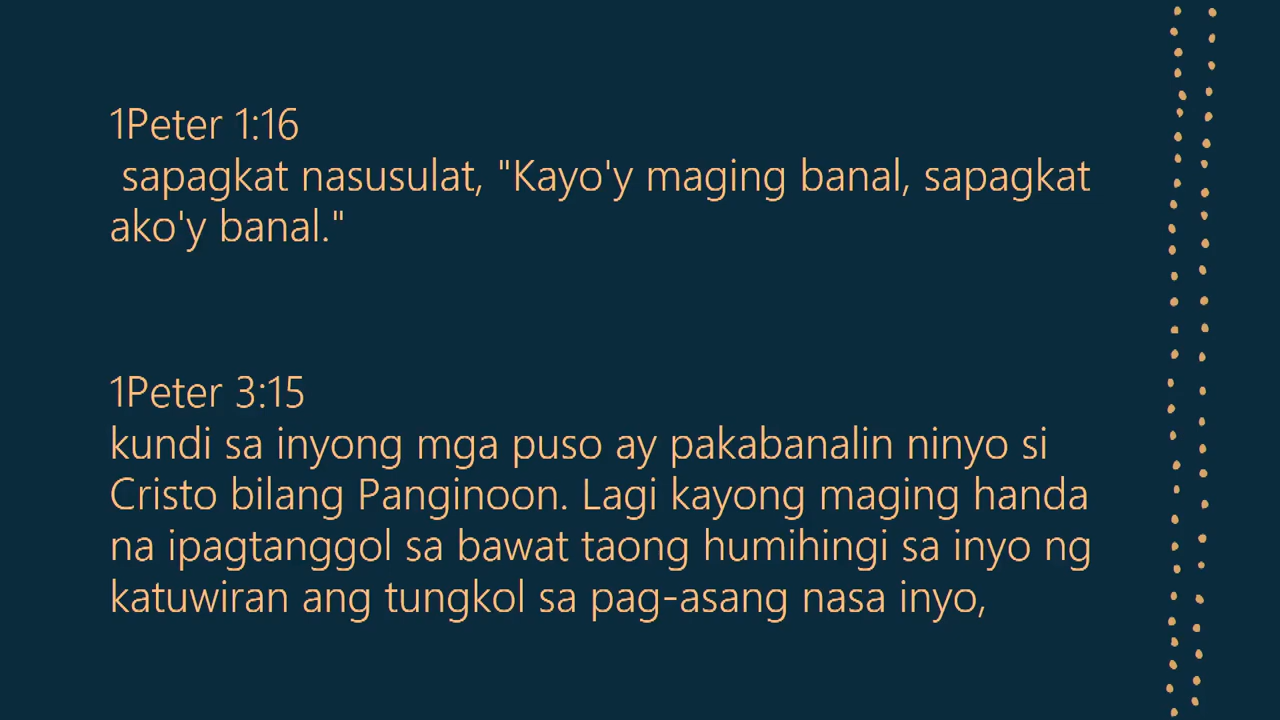 1Peter 1:16
sapagkat nasusulat, "Kayo'y maging banal, sapagkat
ako'y banal."
1Peter 3:15
kundi sa inyong mga puso ay pakabanalin ninyo si
Cristo bilang Panginoon. Lagi kayong maging handa
na ipagtanggol sa bawat taong humihingi sa inyo ng
katuwiran ang tungkol sa pag-asang nasa inyo,